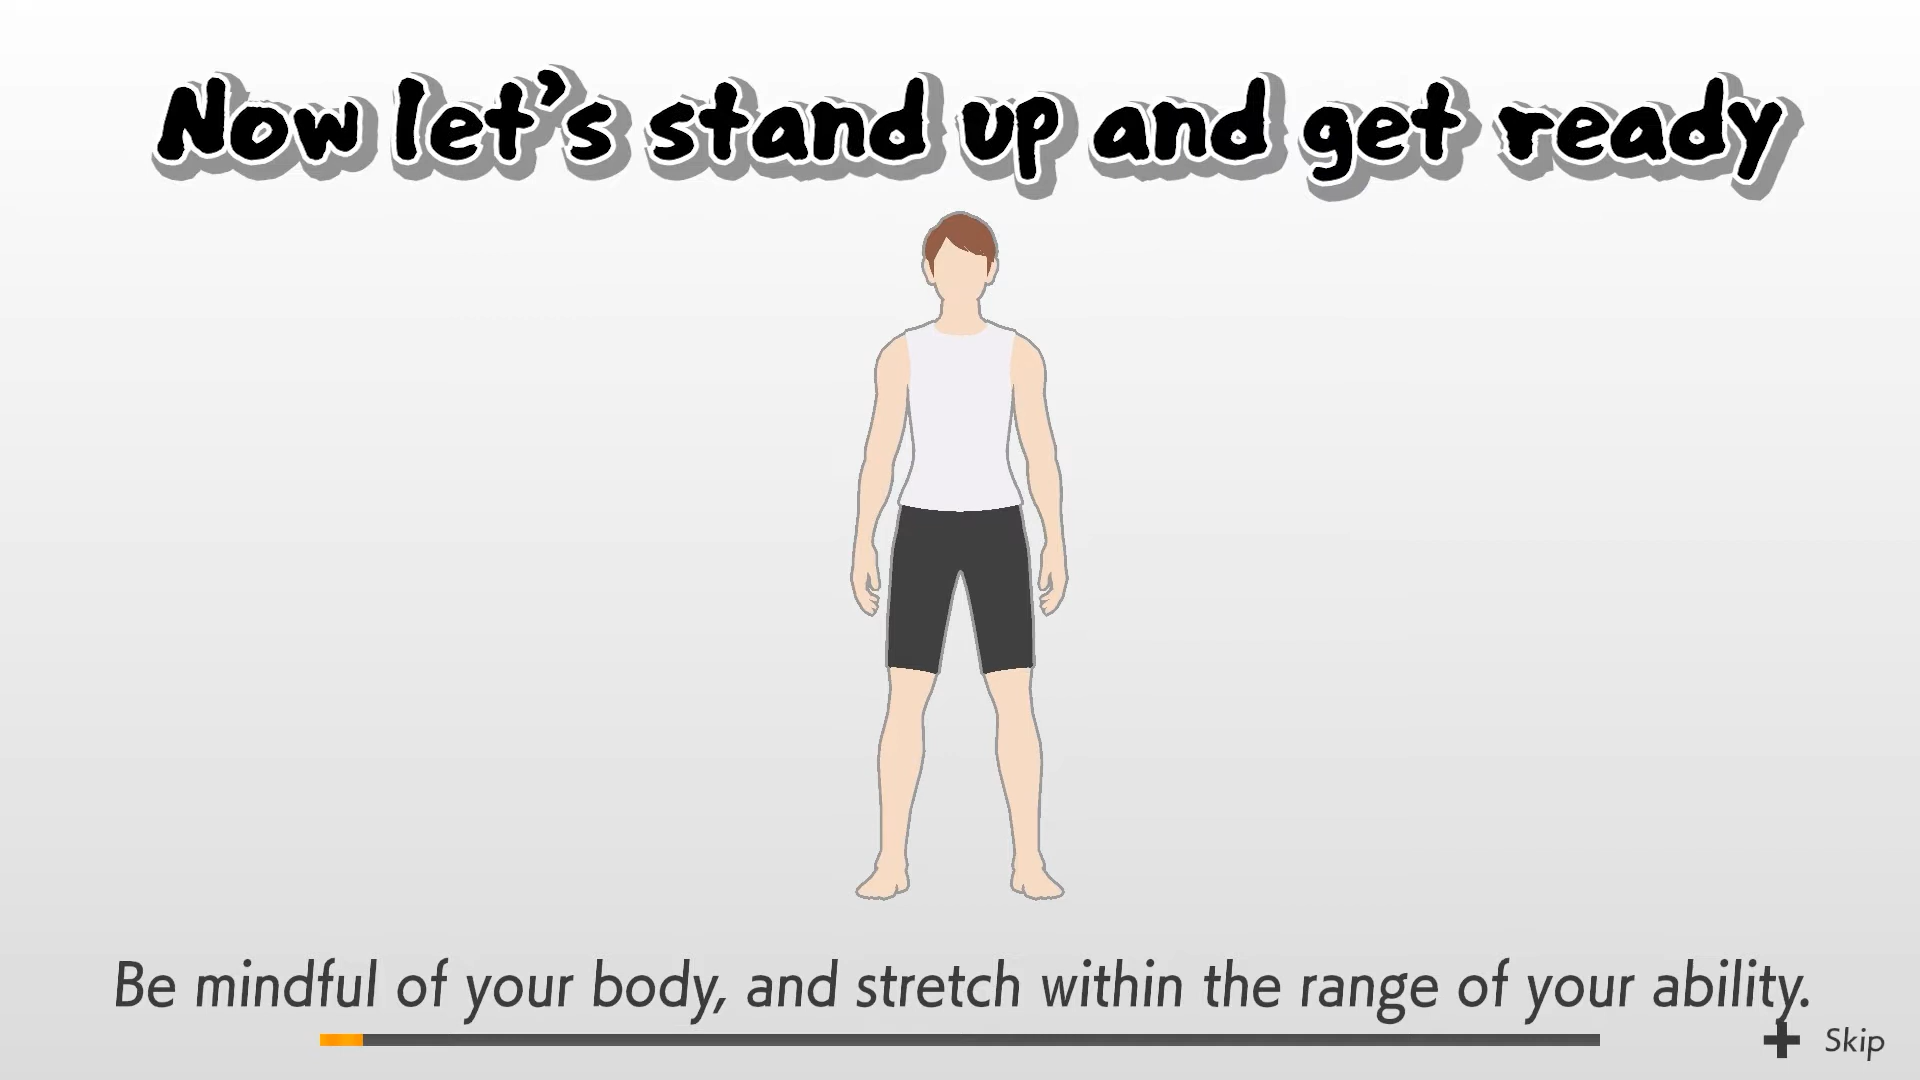 Now let's stand up and get ready
Be mindful of your body, and stretch within the range of your ability.
Skip